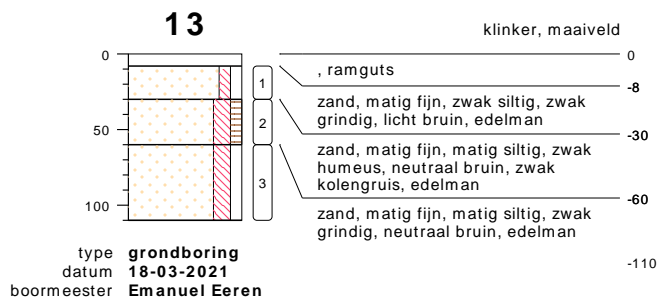 13
klinker, maaiveld
0
0
, ramguts
-8
1
zand, matig fijn, zwak siltig, zwak
grindig, licht bruin, edelman
-30
2
50
zand, matig fijn, matig siltig, zwak
humeus, neutraal bruin, zwak
kolengruis, edelman
-60
3
100
zand, matig fijn, matig siltig, zwak
grindig, neutraal bruin, edelman
-110
type grondboring
datum 18-03-2021
boormeester Emanuel Eeren